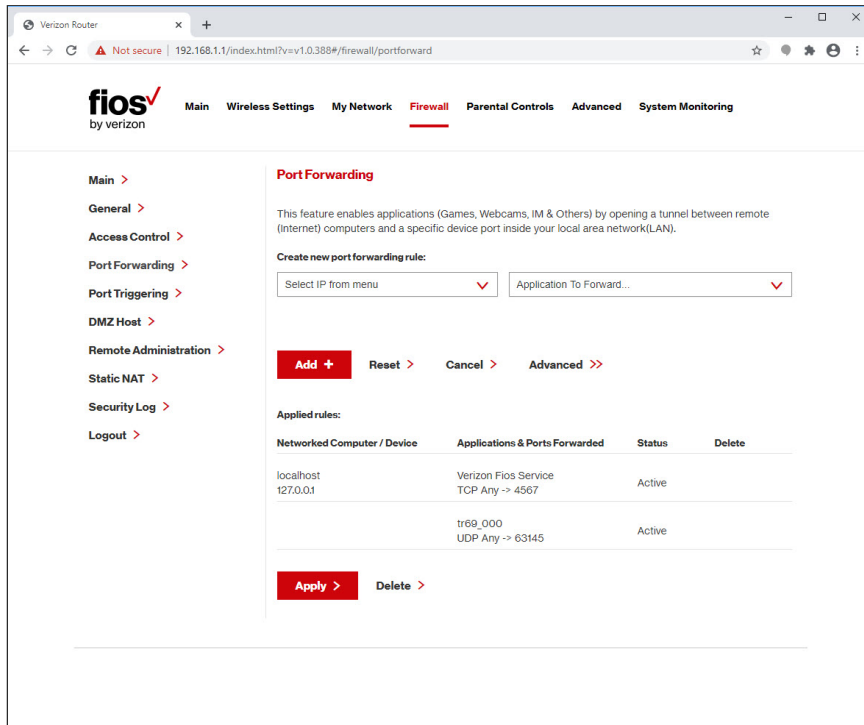 Verizon Router
Not secure | 192.168.1.1/index.html?v=v1.0.388#/firewall/portforward
fios
by verizon
Main Wireless Settings My Network Firewall Parental Controls Advanced System Monitoring
Main
General
Access Control
Port Forwarding
Port Triggering
DMZ Host
Remote Administration
Static NAT
Security Log
Logout
Port Forwarding
This feature enables applications (Games, Webcams, IM & Others) by opening a tunnel between remote
(Internet) computers and a specific device port inside your local area network(LAN).
Create new port forwarding rule:
Select IP from menu Application To Forward...
Add + Reset > Cancel > Advanced >>
Applied rules:
Networked Computer / Device Applications & Ports Forwarded Status Delete
localhost Verizon Fios Service
127.0.0.1 TCP Any -> 4567 Active
tr69_000
UDP Any -> 63145 Active
Apply > Delete >